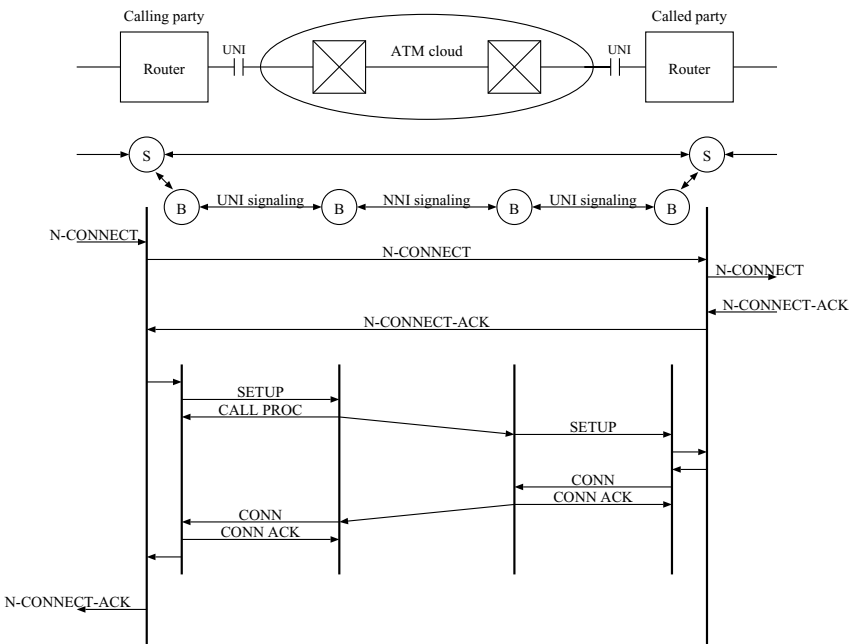 Calling party
Called party
UNI
UNI
Router
ATM cloud
Router
S
S
B
UNI signaling
B
NNI signaling
B
UNI signaling
B
N-CONNECT
N-CONNECT
N-CONNECT
N-CONNECT-ACK
N-CONNECT-ACK
SETUP
CALL PROC
SETUP
CONN
CONN ACK
CONN
CONN ACK
N-CONNECT-ACK